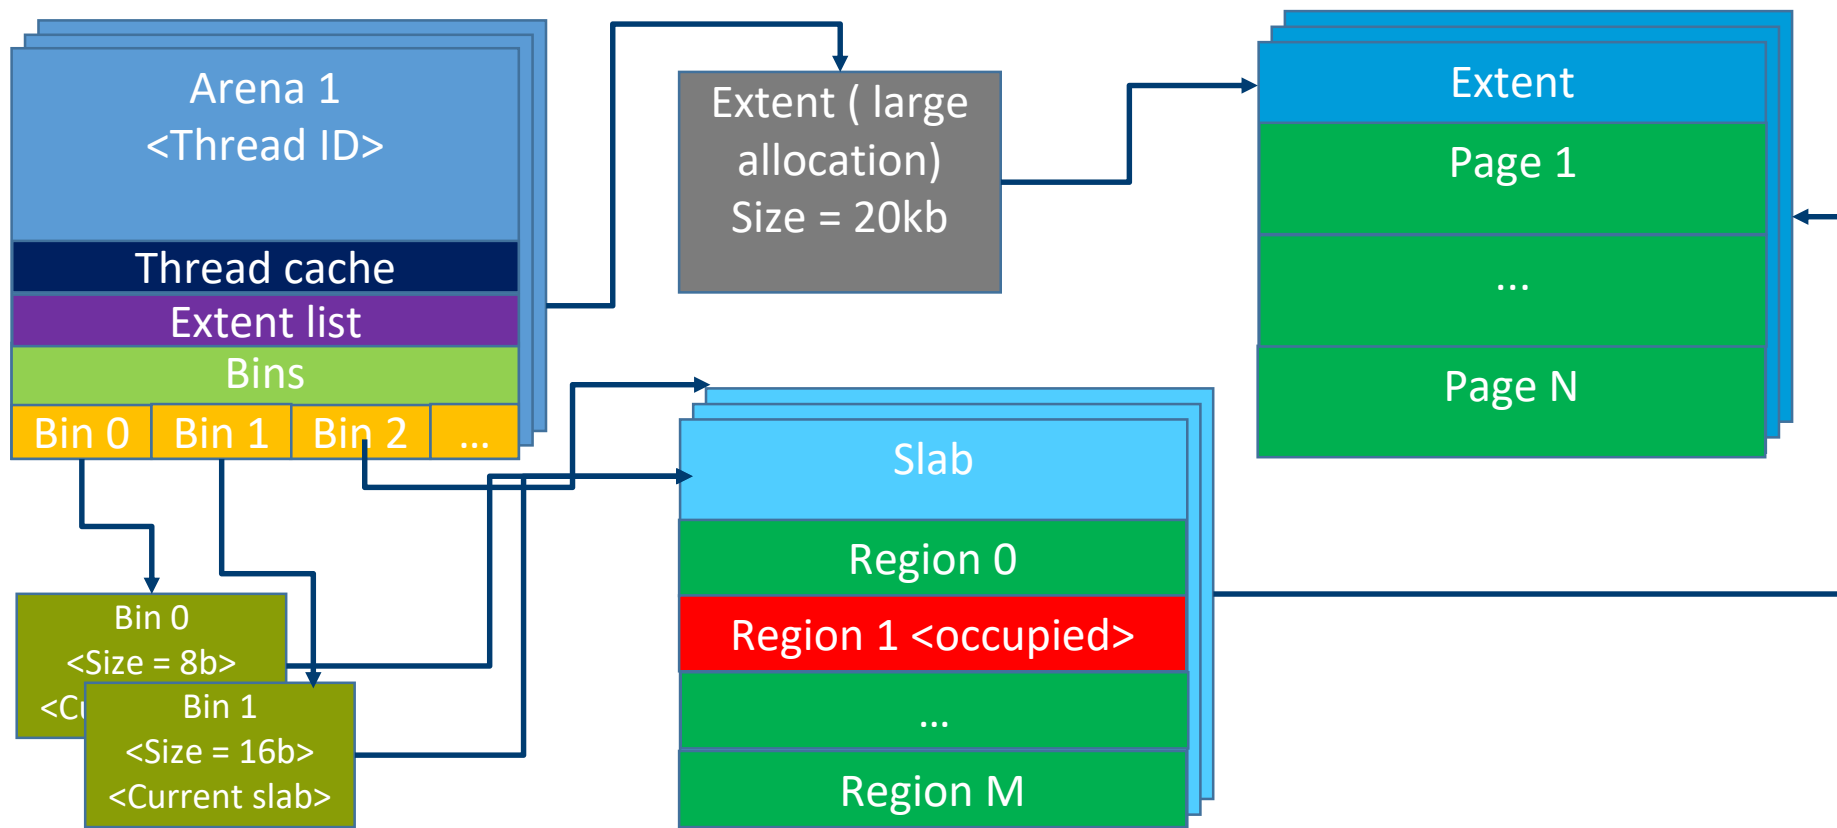 Arena 1
<Thread ID>
Thread cache
Extent list
Bins
Bin 0
Bin 1
Bin 2
...
Extent ( large
allocation)
Size = 20kb
Extent
Page 1
...
Page N
Slab
Region 0
Region 1 <occupied>
...
Region M
Bin 0
<Size = 8b>
Bin 1
<Size = 16b>
<Current slab>